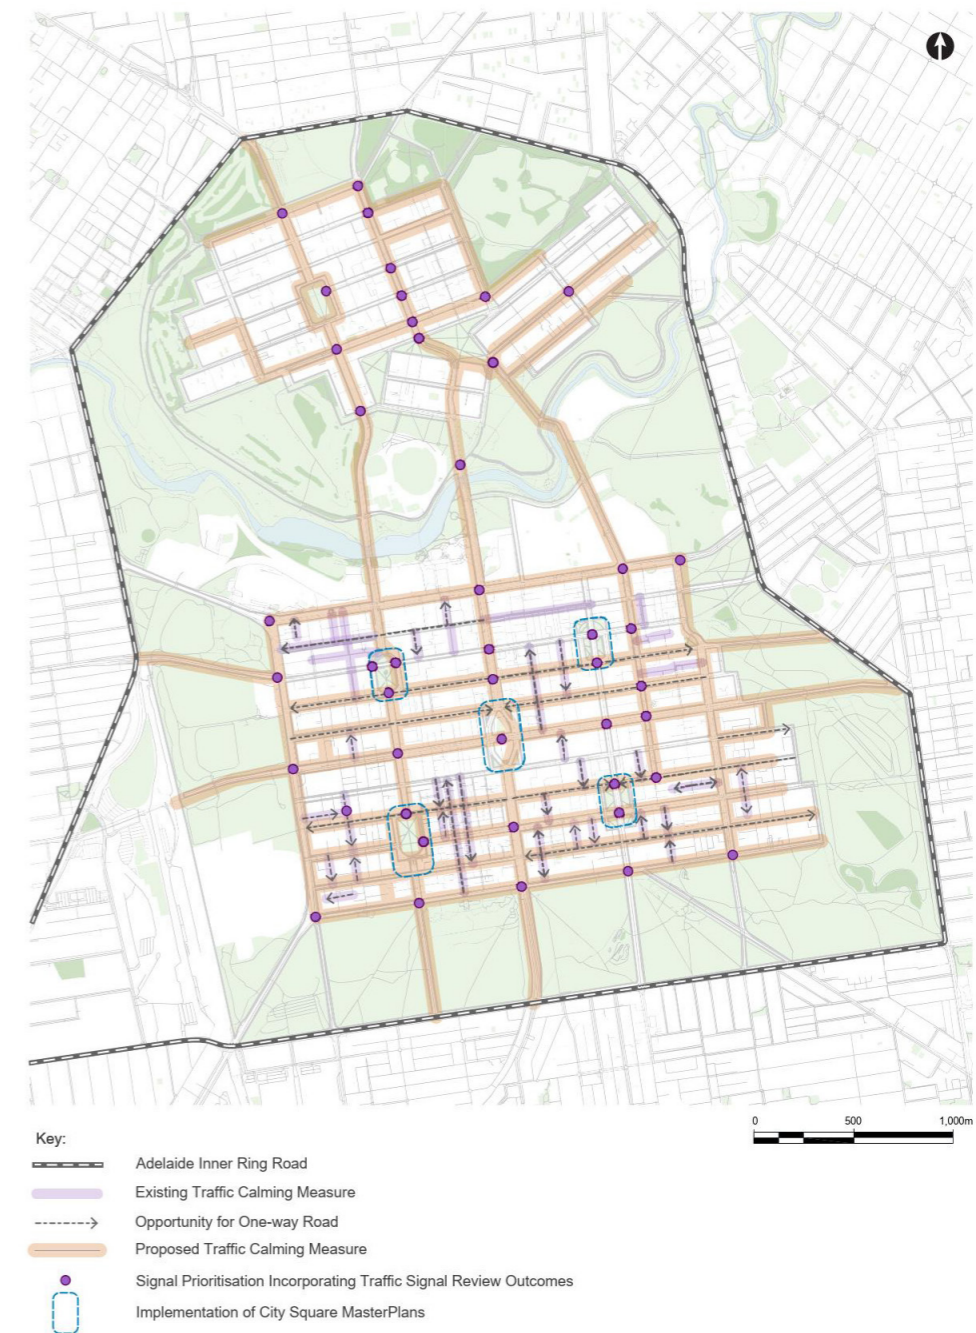 0 500 1,000m
Key:
Adelaide Inner Ring Road
Existing Traffic Calming Measure
Opportunity for One-way Road
Proposed Traffic Calming Measure
Signal Prioritisation Incorporating Traffic Signal Review Outcomes
Implementation of City Square MasterPlans